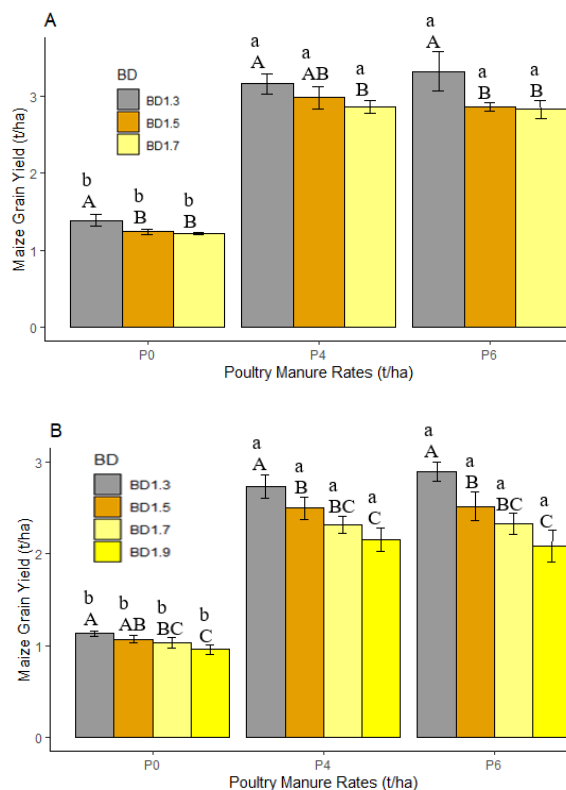 A
BD
BD1.3
BD1.5
BD1.7
a
A
a
AB
a
B
a
A
a
B
a
B
b
A
b
B
b
B
3
2
1
0
Maize Grain Yield (t/ha)
P0
P4
P6
Poultry Manure Rates (t/ha)
B
BD
BD1.3
BD1.5
BD1.7
BD1.9
a
A
a
B
a
BC
a
C
a
A
a
B
a
BC
a
C
b
A
b
AB
b
BC
b
C
3
2
1
0
Maize Grain Yield (t/ha)
P0
P4
P6
Poultry Manure Rates (t/ha)